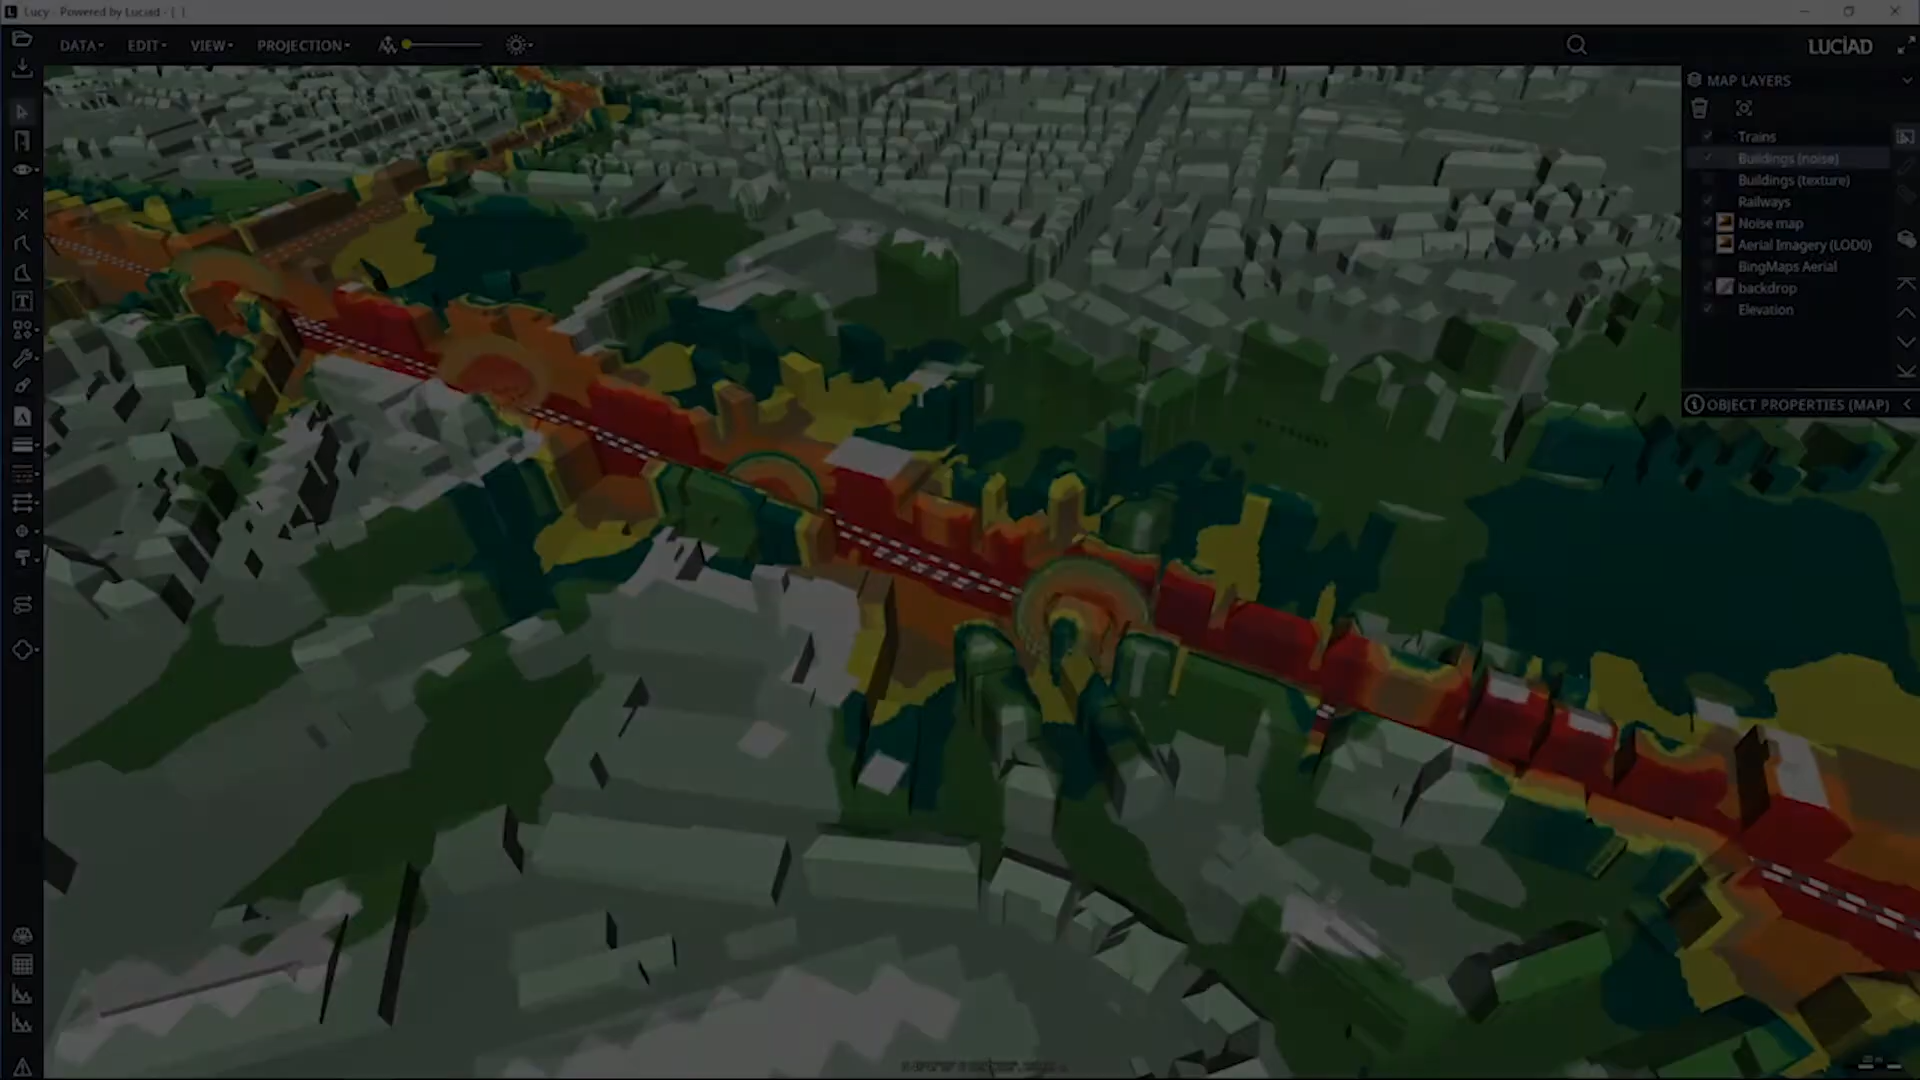 Lucy - Powered by Luciad - [ ]
DATA
EDIT
VIEW
PROJECTION
LUCIAD
MAP LAYERS
Trains
Buildings (noise)
Buildings (texture)
Railways
Noise map
Aerial Imagery (LOD0)
BingMaps Aerial
backdrop
Elevation
OBJECT PROPERTIES (MAP)